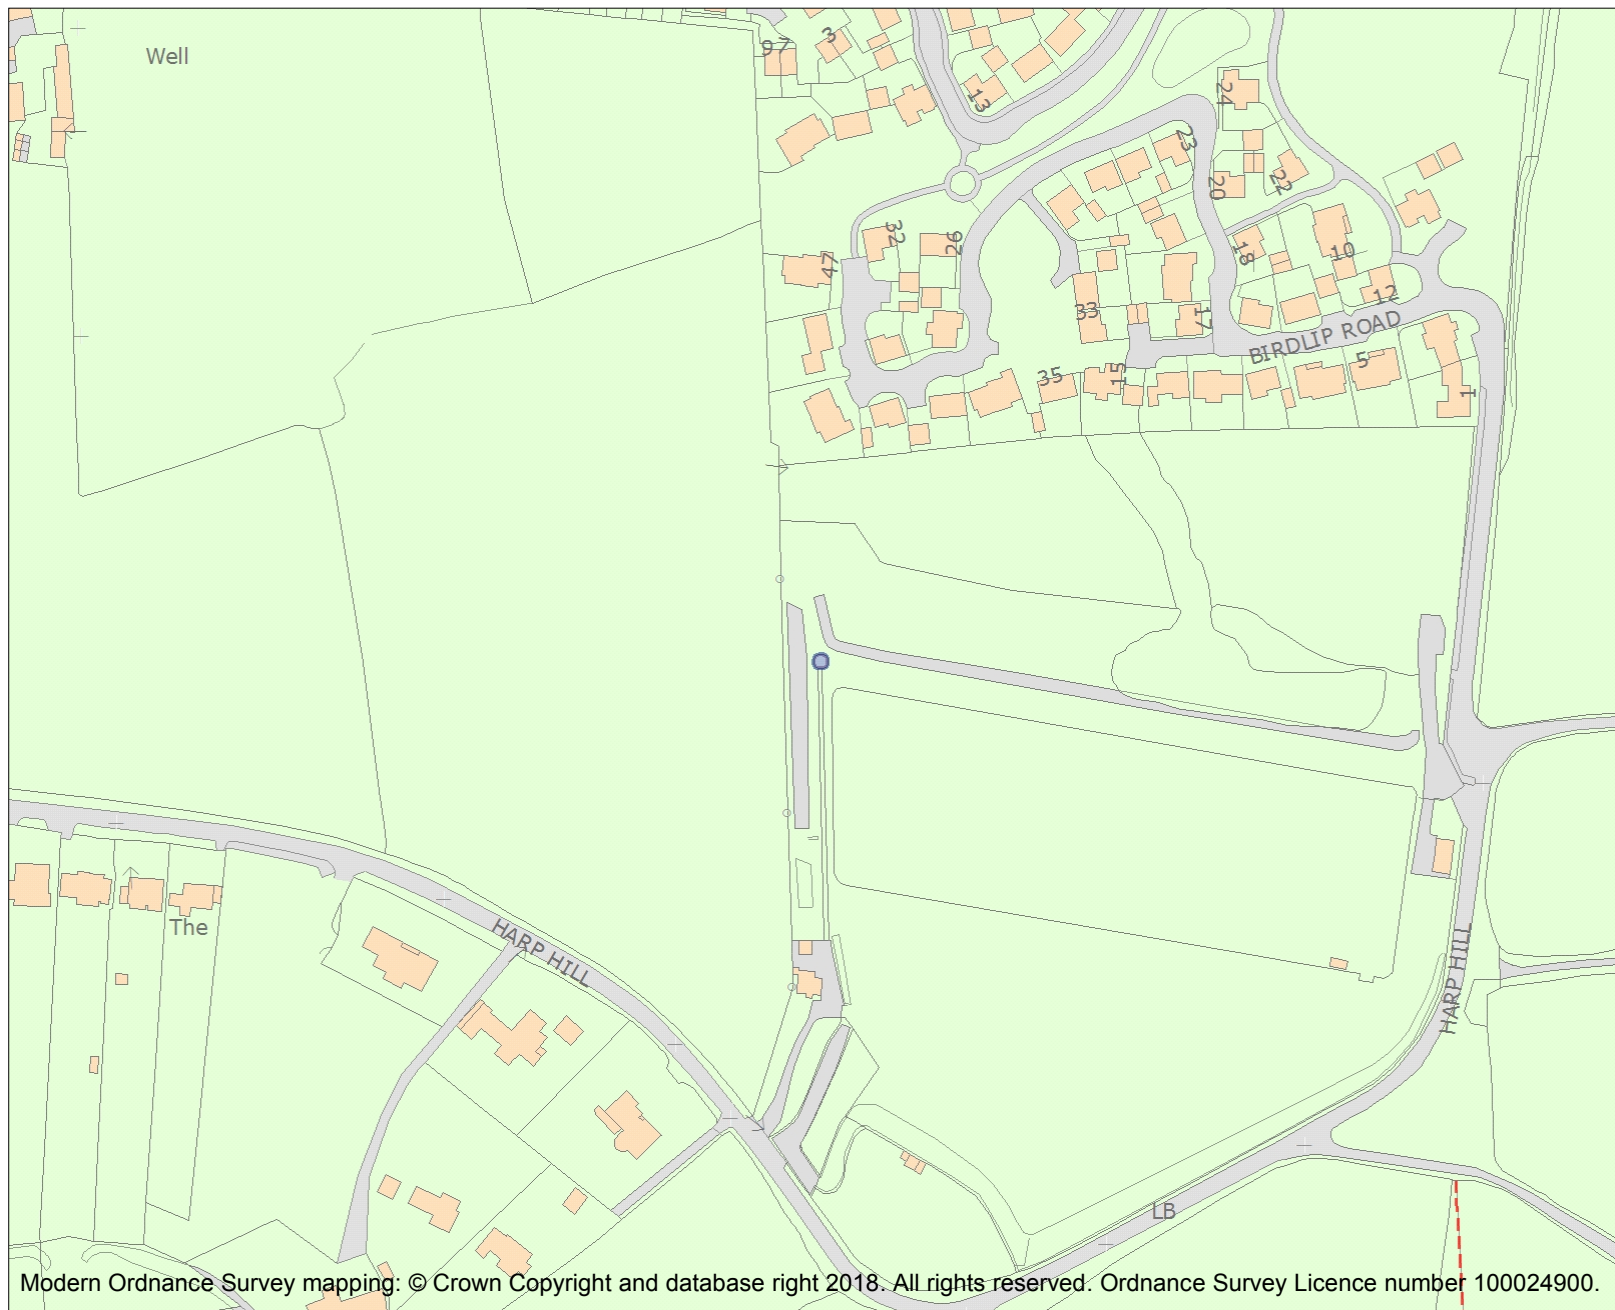 Well
97
3
13
24
23
20
22
32
26
47
18
10
12
33
17
BIRDLIP ROAD
5
35
15
1
The
HARP HILL
HARP HILL
LB
Modern Ordnance Survey mapping: © Crown Copyright and database right 2018. All rights reserved. Ordnance Survey Licence number 100024900.